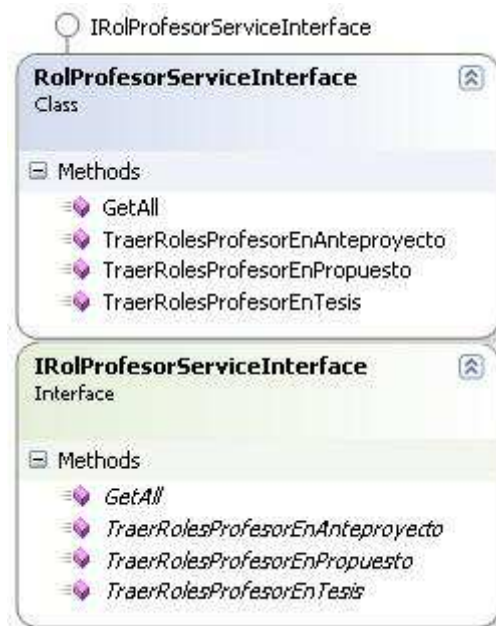 IRolProfesorServiceInterface
RolProfesorServiceInterface
Class
Methods
GetAll
TraerRolesProfesorEnAnteproyecto
TraerRolesProfesorEnPropuesto
TraerRolesProfesorEnTesis
IRolProfesorServiceInterface
Interface
Methods
GetAll
TraerRolesProfesorEnAnteproyecto
TraerRolesProfesorEnPropuesto
TraerRolesProfesorEnTesis